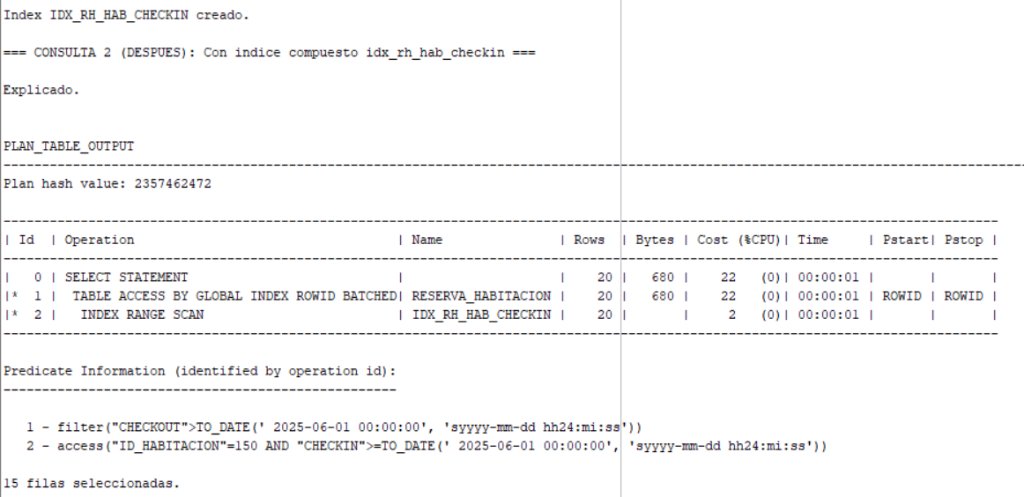 Index IDX_RH_HAB_CHECKIN creado.
=== CONSULTA 2 (DESPUES): Con indice compuesto idx_rh_hab_checkin ===
Explicado.
PLAN_TABLE_OUTPUT
--------------------------------------------------------------------------------
Plan hash value: 2357462472
--------------------------------------------------------------------------------
| Id  | Operation                                  | Name               | Rows  | Bytes | Cost (%CPU)| Time     | Pstart| Pstop |
--------------------------------------------------------------------------------
|   0 | SELECT STATEMENT                           |                    |    20 |   680 |    22   (0)| 00:00:01 |       |       |
|*  1 |  TABLE ACCESS BY GLOBAL INDEX ROWID BATCHED| RESERVA_HABITACION |    20 |   680 |    22   (0)| 00:00:01 | ROWID | ROWID |
|*  2 |   INDEX RANGE SCAN                         | IDX_RH_HAB_CHECKIN |    20 |       |     2   (0)| 00:00:01 |       |       |
--------------------------------------------------------------------------------
Predicate Information (identified by operation id):
---------------------------------------------------
1 - filter("CHECKOUT">TO_DATE(' 2025-06-01 00:00:00', 'syyyy-mm-dd hh24:mi:ss'))
2 - access("ID_HABITACION"=150 AND "CHECKIN">=TO_DATE(' 2025-06-01 00:00:00', 'syyyy-mm-dd hh24:mi:ss'))
15 filas seleccionadas.